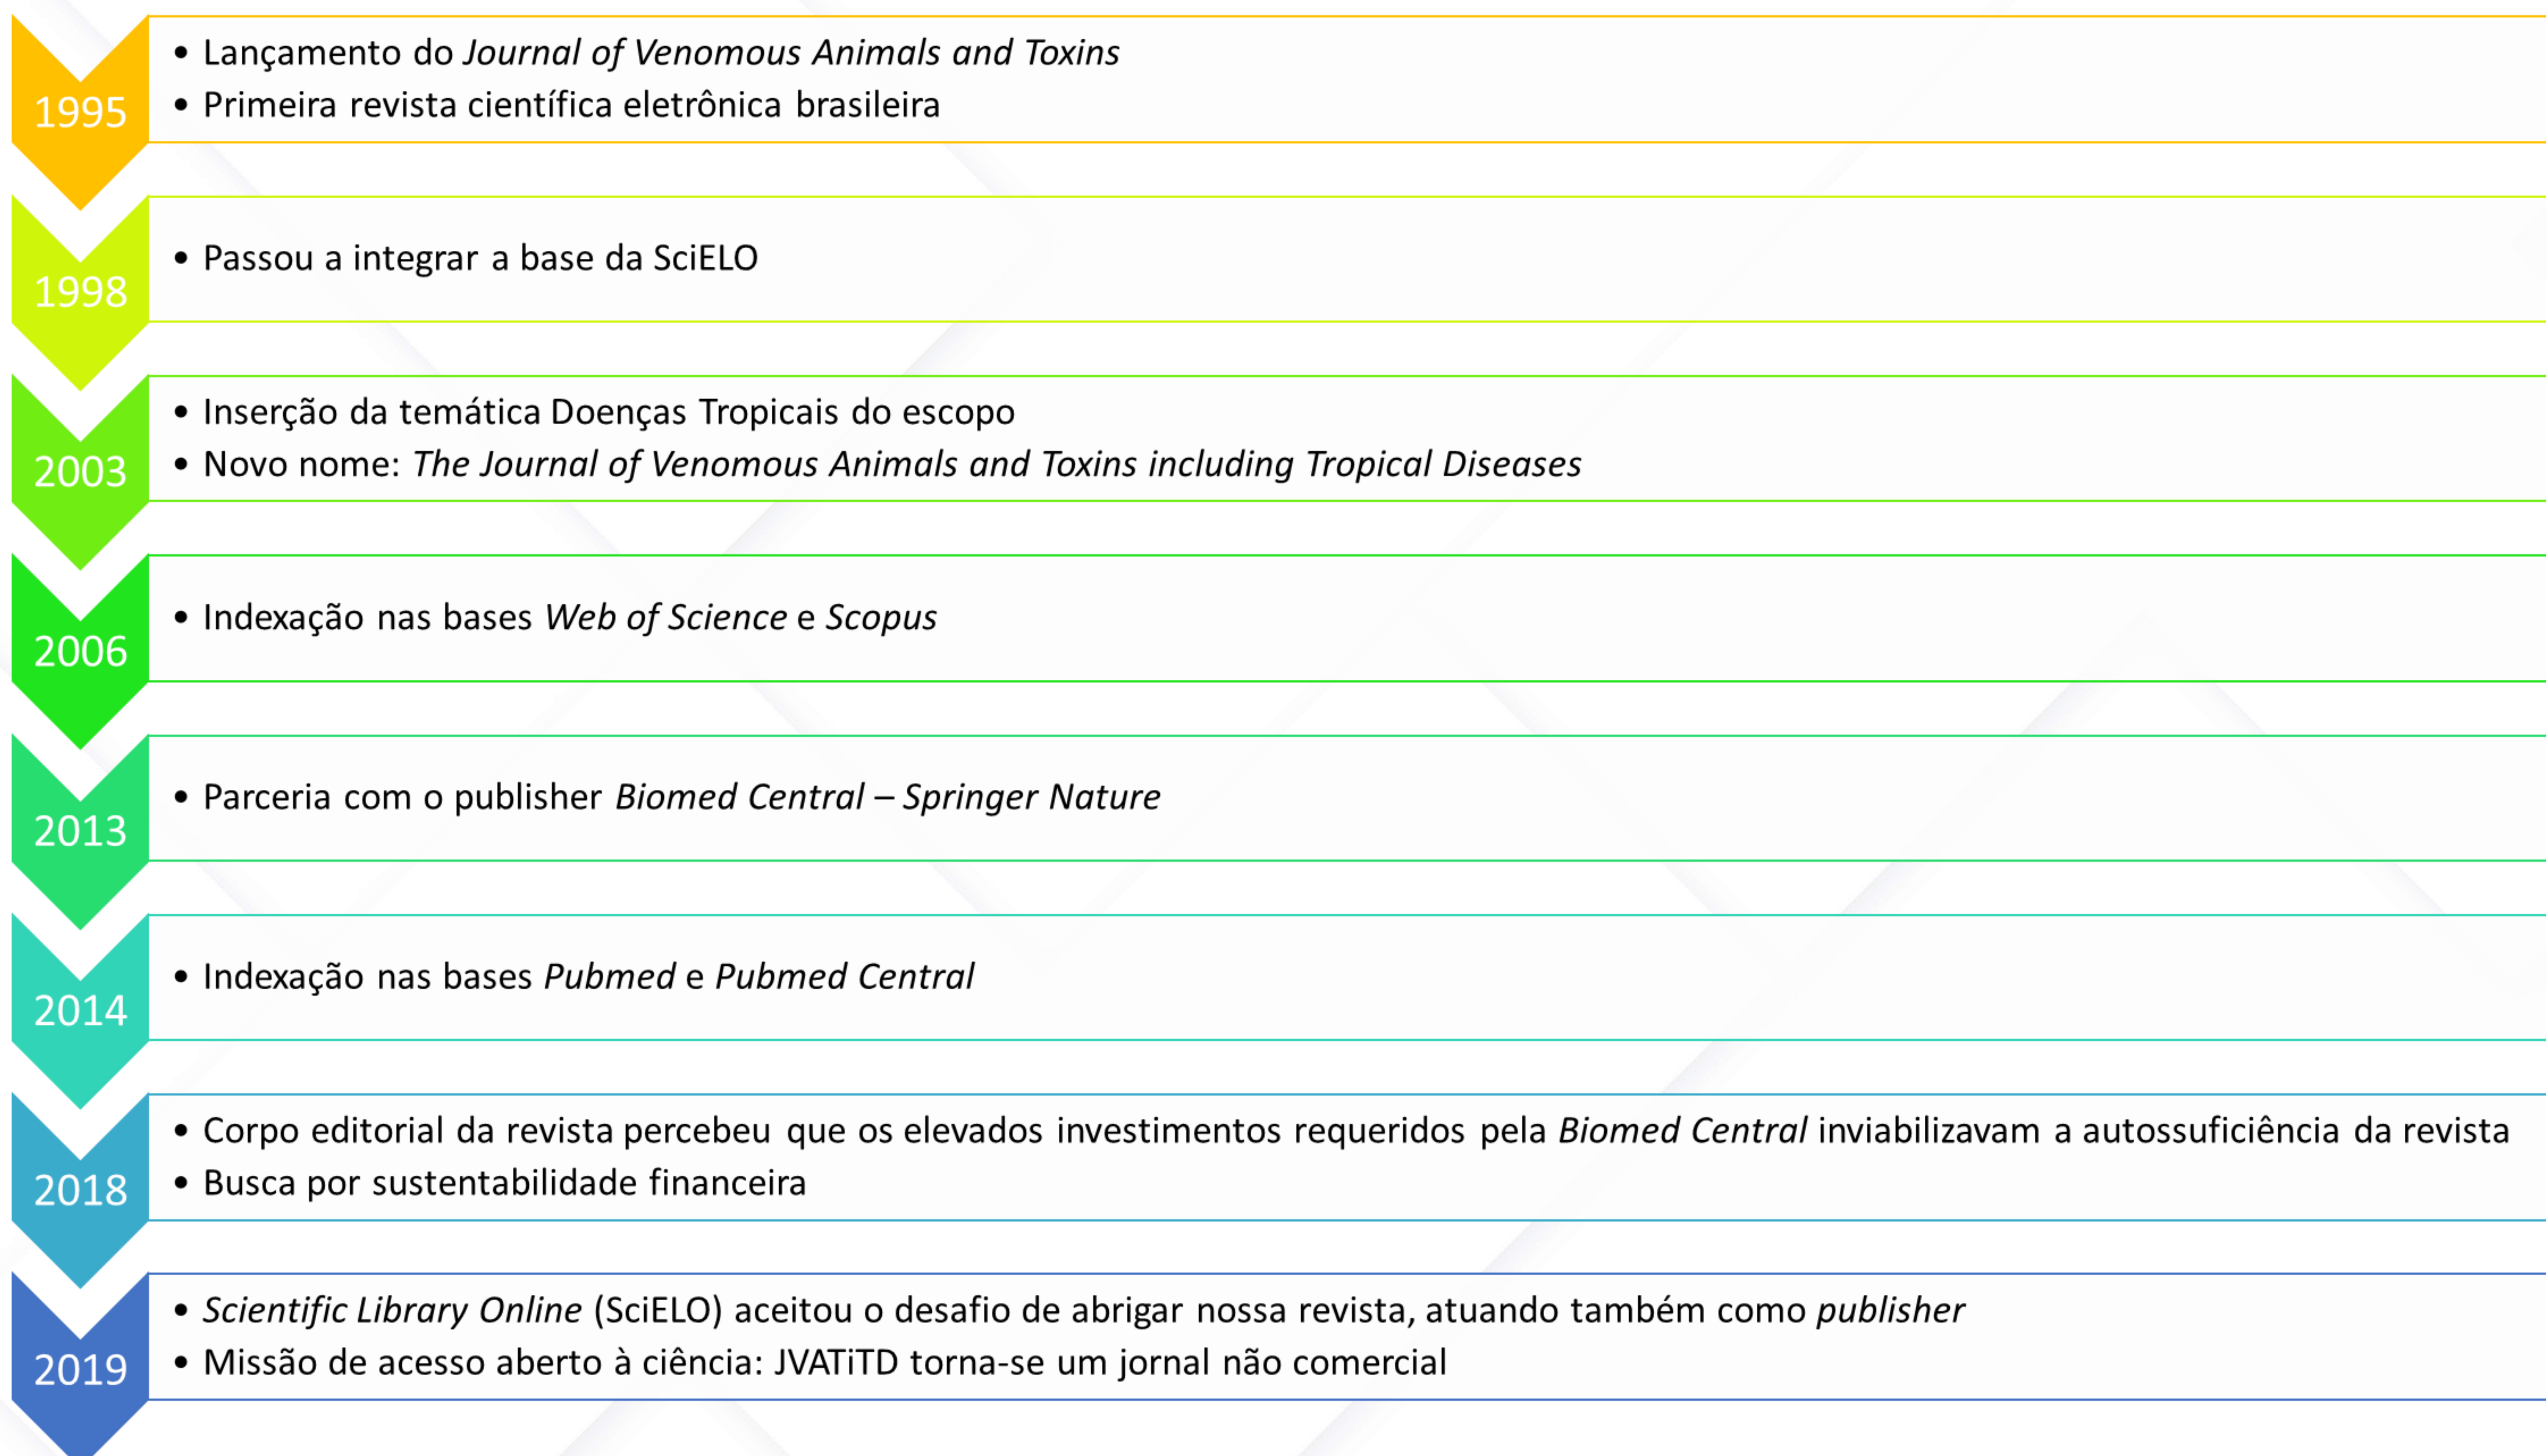 1995
• Lançamento do Journal of Venomous Animals and Toxins
• Primeira revista científica eletrônica brasileira
1998
• Passou a integrar a base da SciELO
2003
• Inserção da temática Doenças Tropicais do escopo
• Novo nome: The Journal of Venomous Animals and Toxins including Tropical Diseases
2006
• Indexação nas bases Web of Science e Scopus
2013
• Parceria com o publisher Biomed Central – Springer Nature
2014
• Indexação nas bases Pubmed e Pubmed Central
2018
• Corpo editorial da revista percebeu que os elevados investimentos requeridos pela Biomed Central inviabilizavam a autossuficiência da revista
• Busca por sustentabilidade financeira
2019
• Scientific Library Online (SciELO) aceitou o desafio de abrigar nossa revista, atuando também como publisher
• Missão de acesso aberto à ciência: JVATiTD torna-se um jornal não comercial